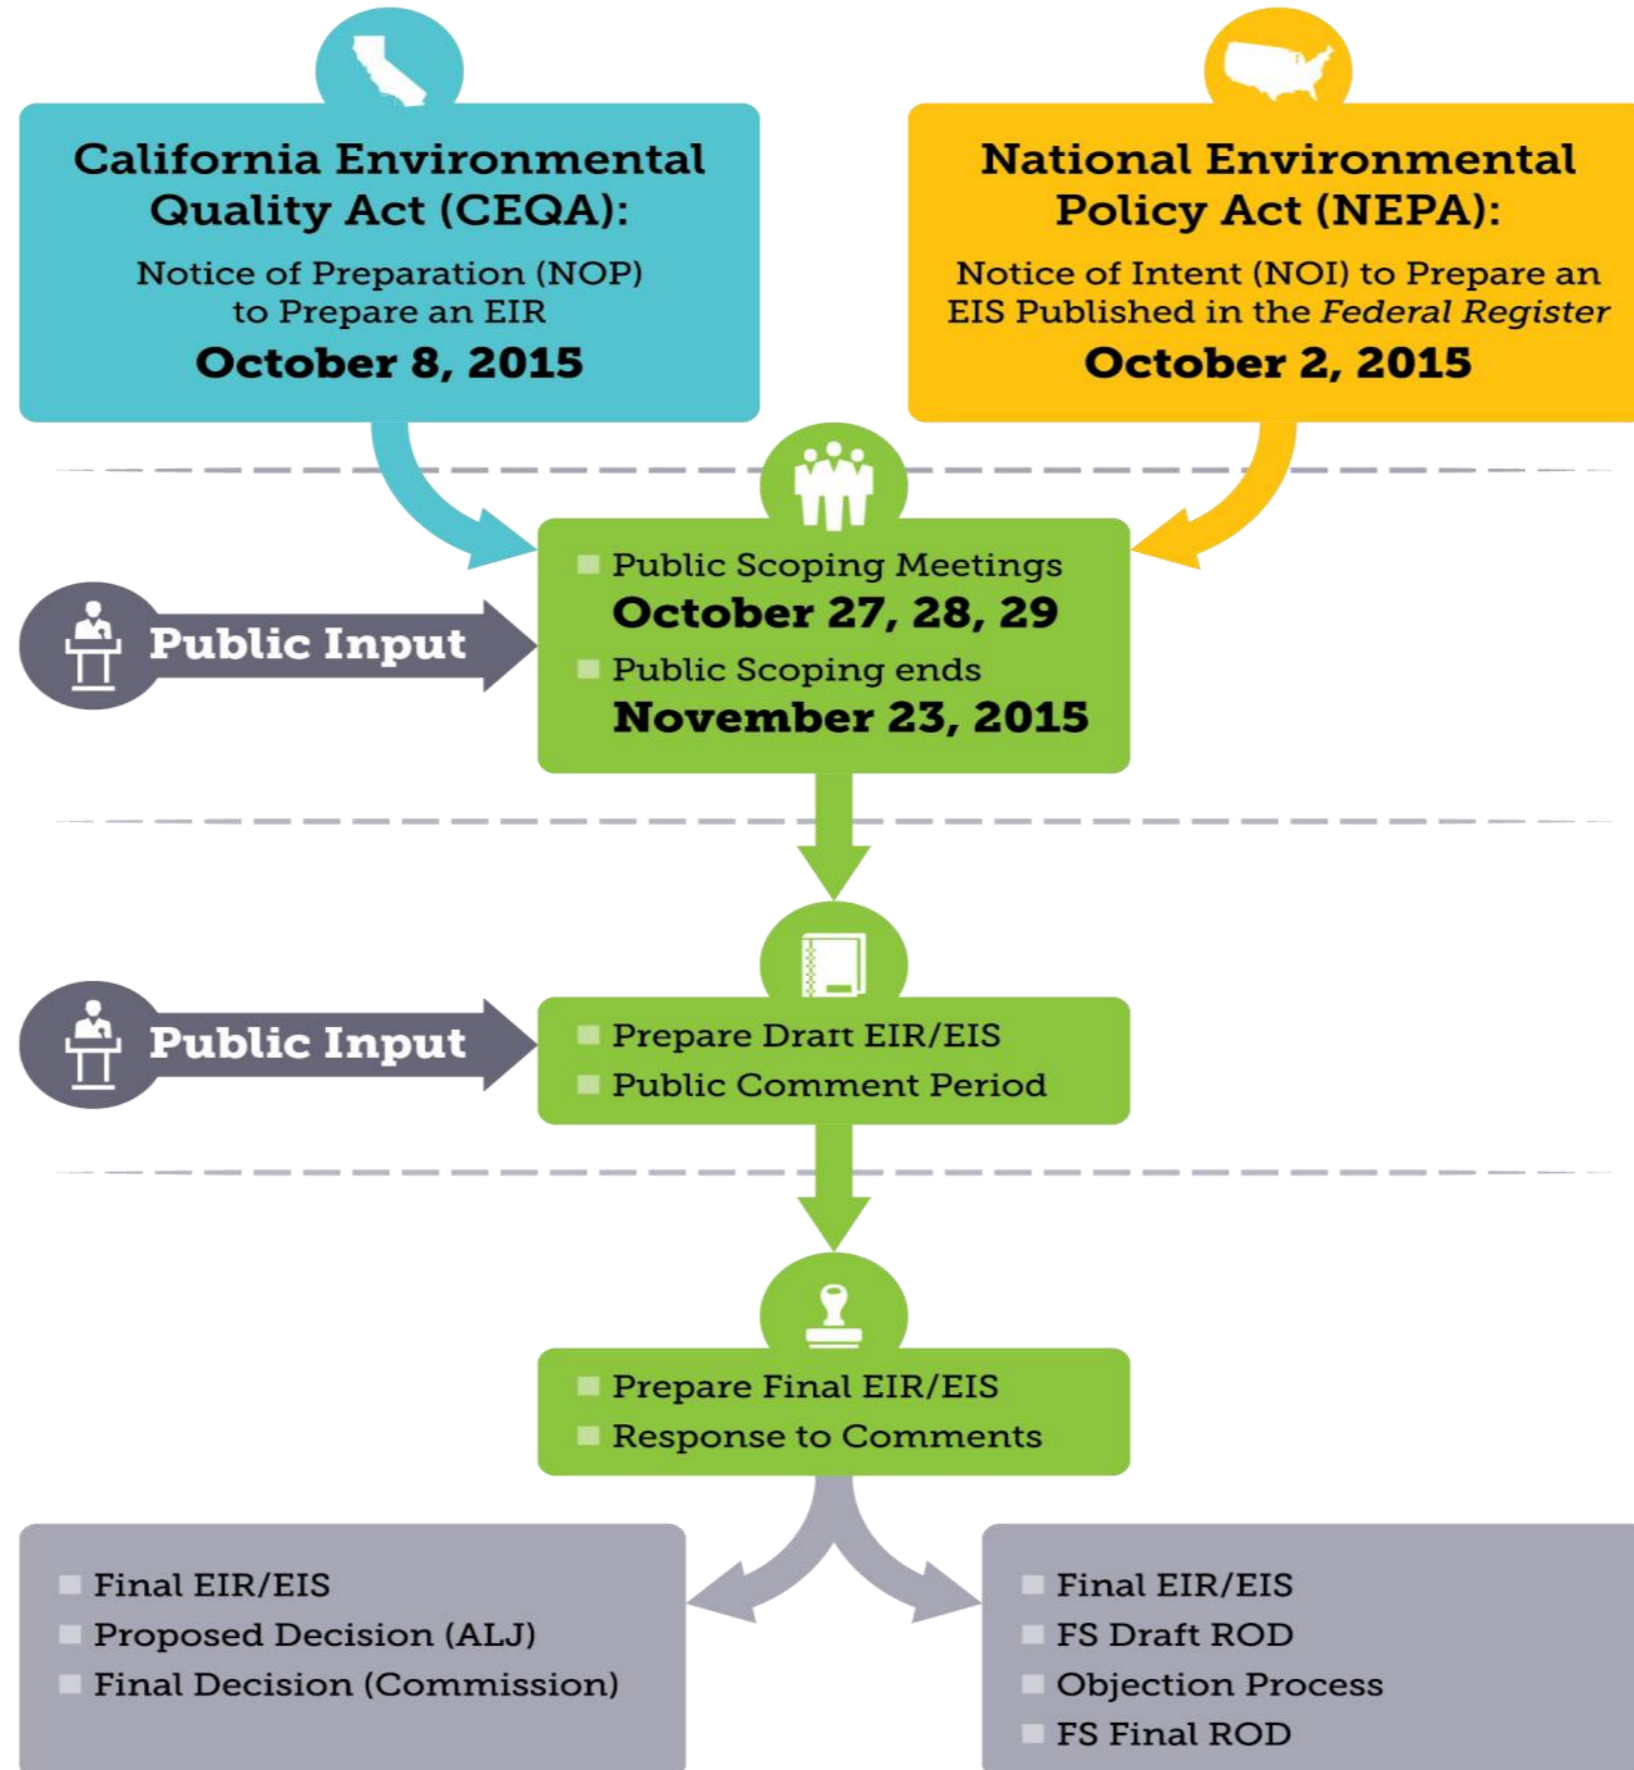 California Environmental
Quality Act (CEQA):
Notice of Preparation (NOP)
to Prepare an EIR
October 8, 2015
National Environmental
Policy Act (NEPA):
Notice of Intent (NOI) to Prepare an
EIS Published in the Federal Register
October 2, 2015
Public Input
Public Scoping Meetings
October 27, 28, 29
Public Scoping ends
November 23, 2015
Public Input
Prepare Draft EIR/EIS
Public Comment Period
Prepare Final EIR/EIS
Response to Comments
Final EIR/EIS
Proposed Decision (ALJ)
Final Decision (Commission)
Final EIR/EIS
FS Draft ROD
Objection Process
FS Final ROD